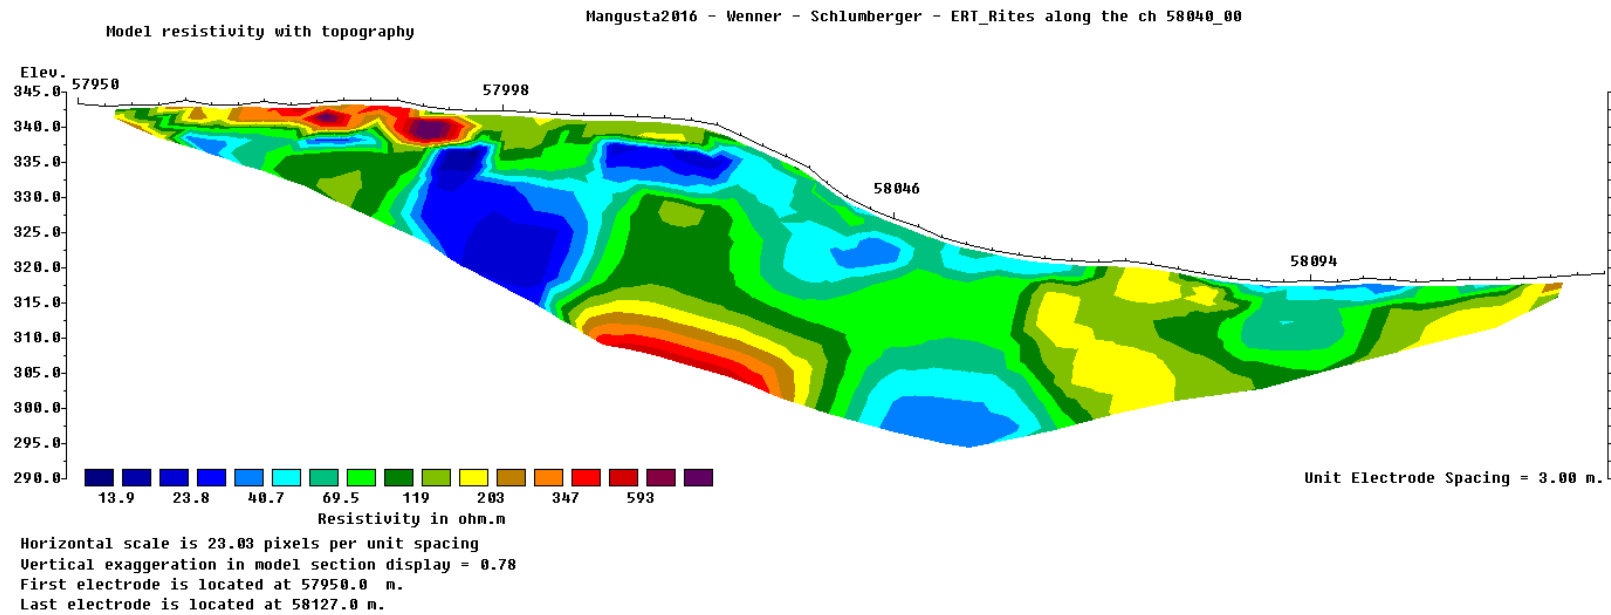 Mangusta2016 - Wenner - Schlumberger - ERT_Rites along the ch 58040_00
Model resistivity with topography
Elev.
57950
57998
58046
58094
345.0
340.0
335.0
330.0
325.0
320.0
315.0
310.0
305.0
300.0
295.0
290.0
13.9 23.8 40.7 69.5 119 203 347 593
Resistivity in ohm.m
Unit Electrode Spacing = 3.00 m.
Horizontal scale is 23.03 pixels per unit spacing
Vertical exaggeration in model section display = 0.78
First electrode is located at 57950.0 m.
Last electrode is located at 58127.0 m.